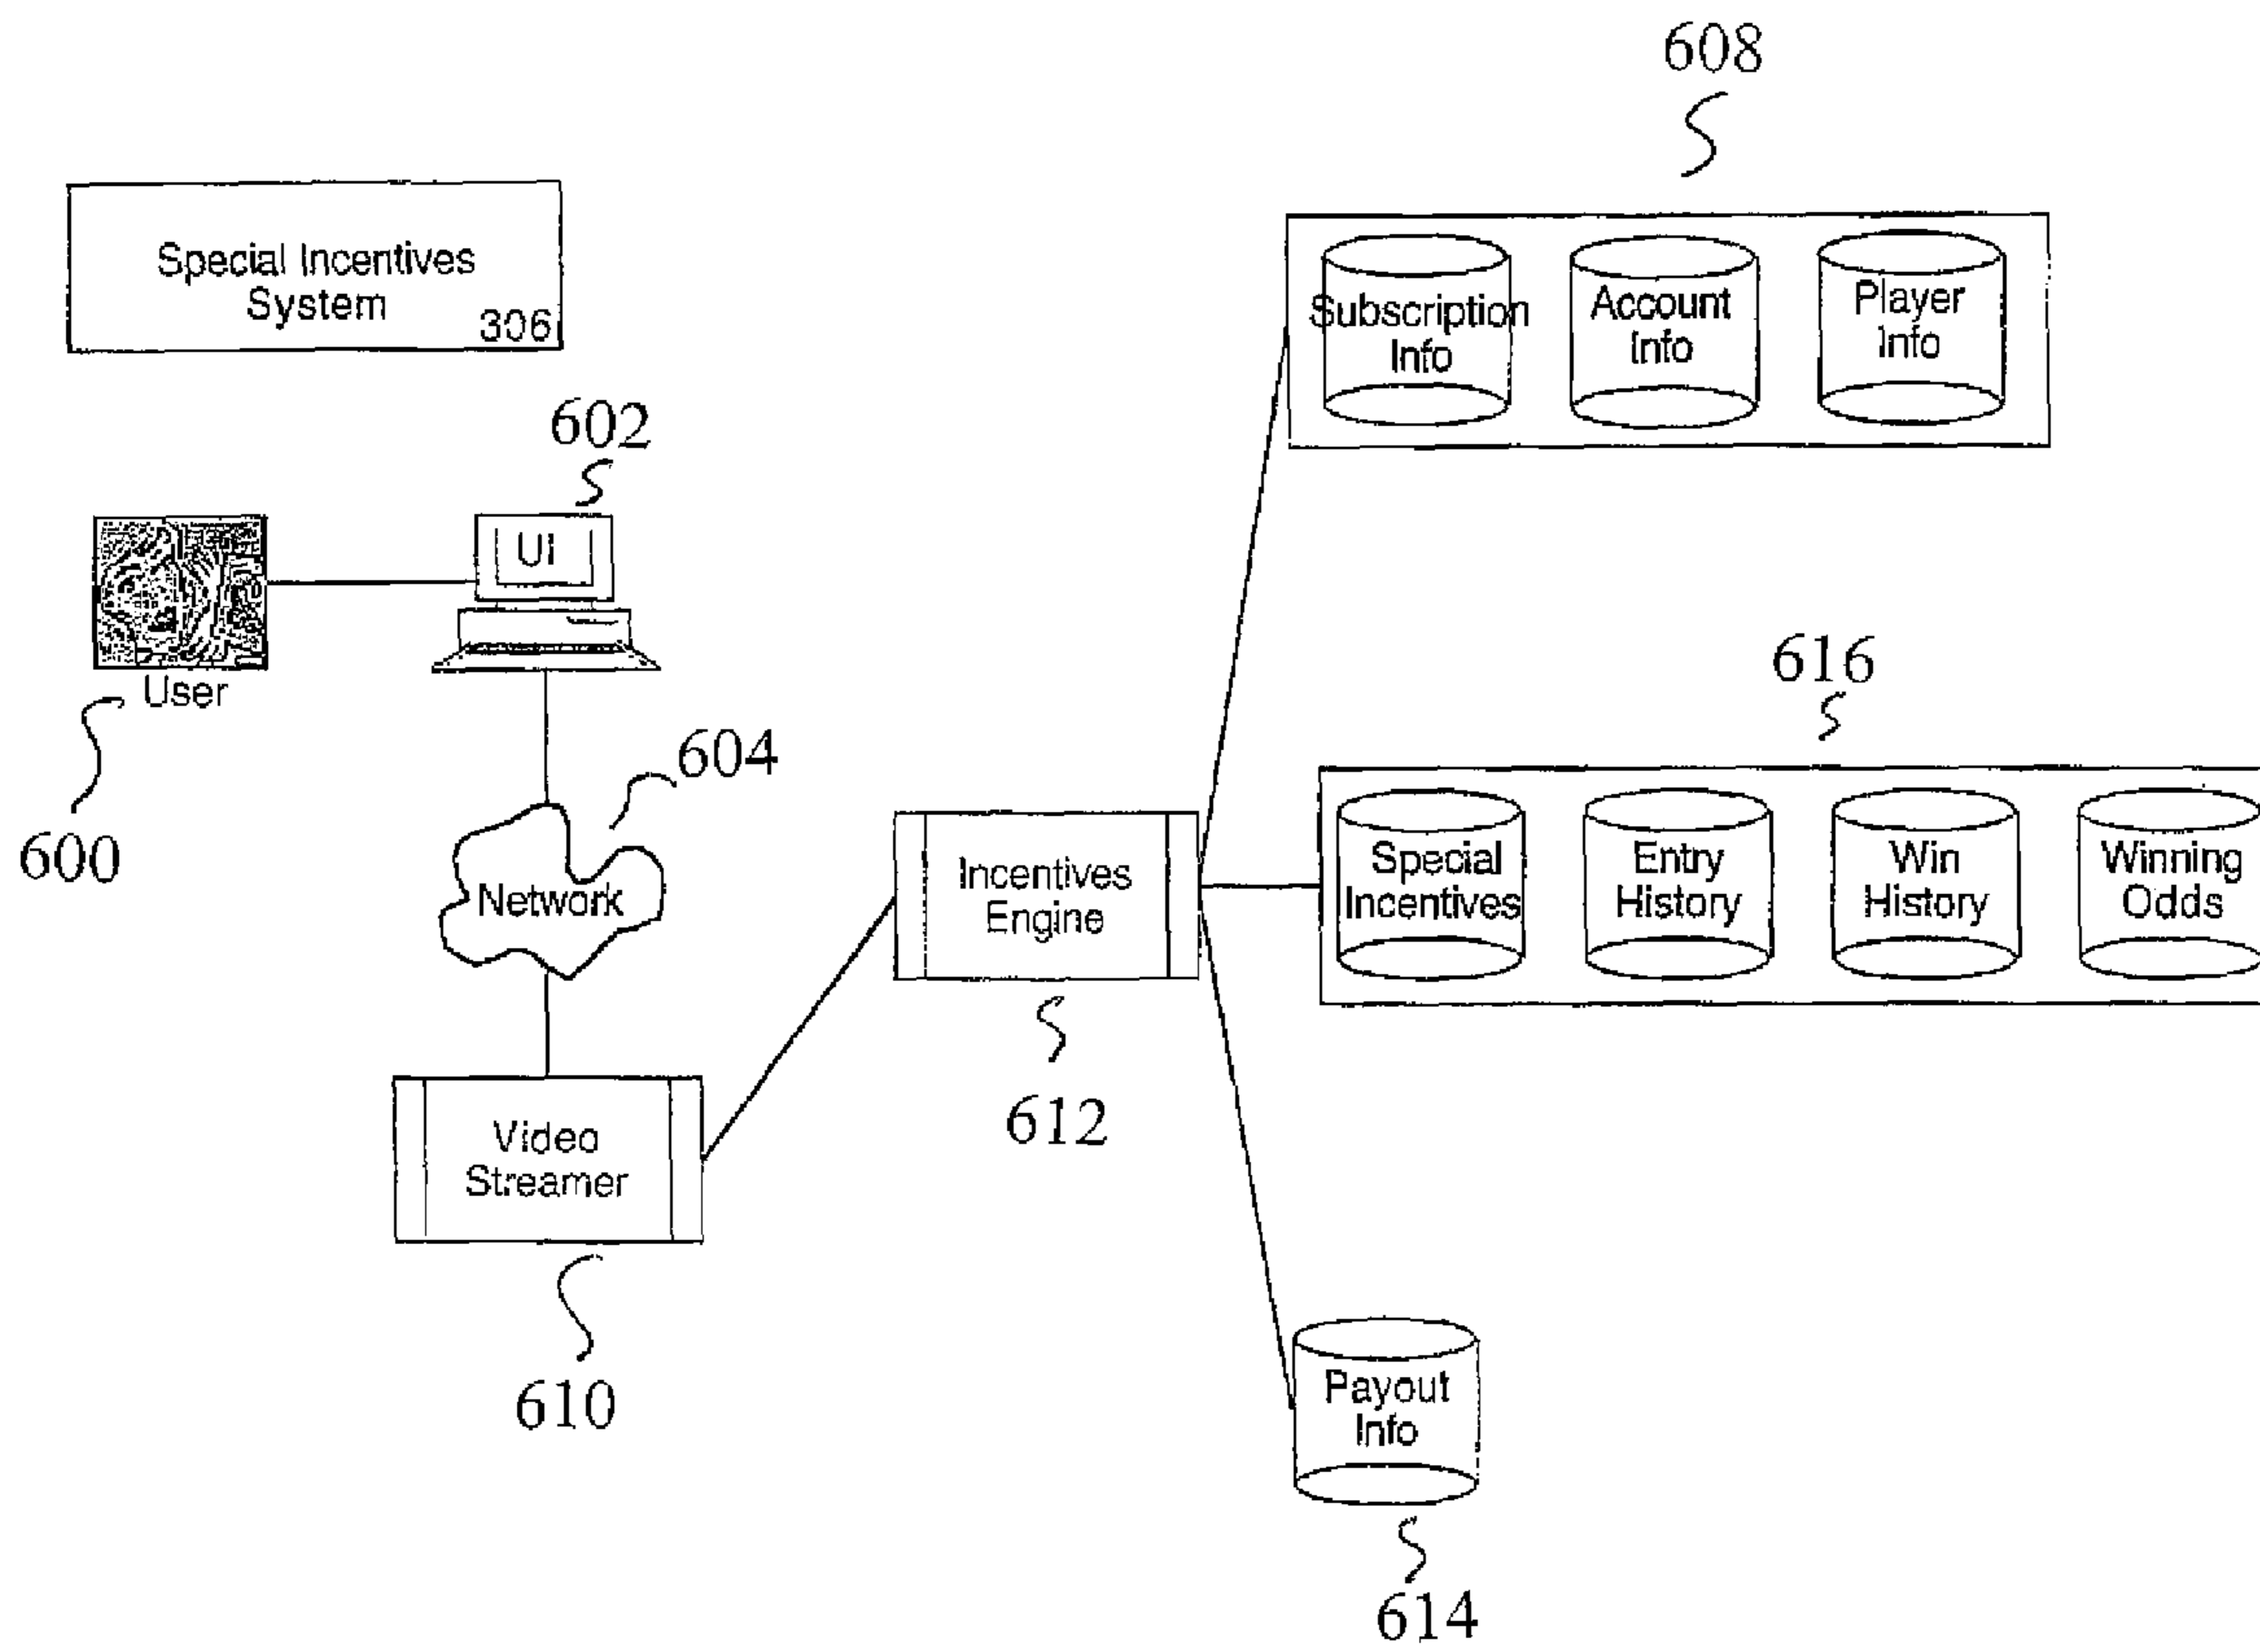 608
Special Incentives
System
306
Subscription
Info
Account
Info
Player
Info
602
UI
User
600
604
Network
616
Incentives
Engine
612
Special
Incentives
Entry
History
Win
History
Winning
Odds
Video
Streamer
610
Payout
Info
614